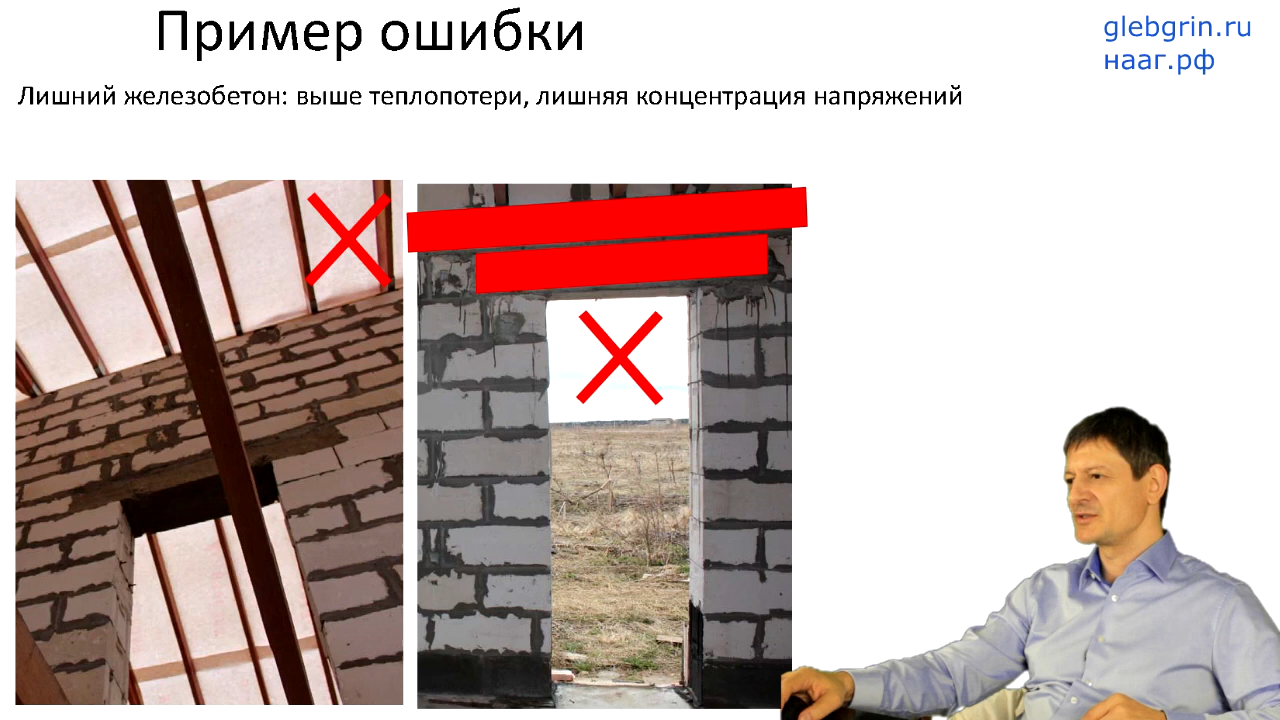 Пример ошибки
glebgrin.ru
нааг.рф
Лишний железобетон: выше теплопотери, лишняя концентрация напряжений